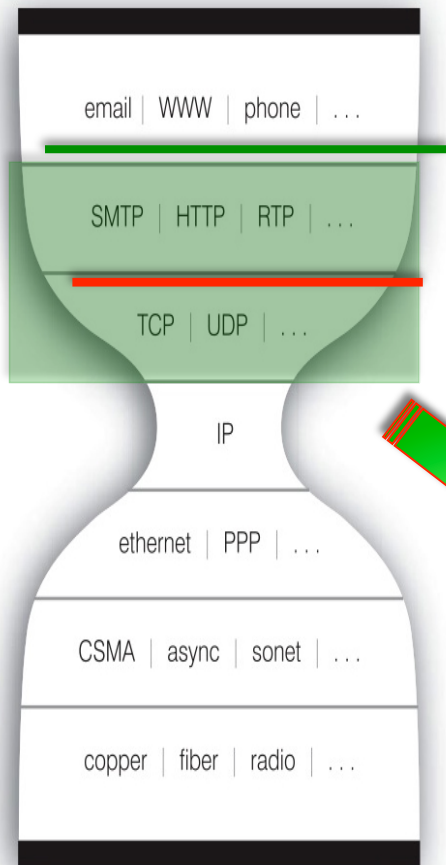 email | WWW | phone | . . .
SMTP | HTTP | RTP | . . .
TCP | UDP | . . .
IP
ethernet | PPP | . . .
CSMA | async | sonet | . . .
copper | fiber | radio | . . .